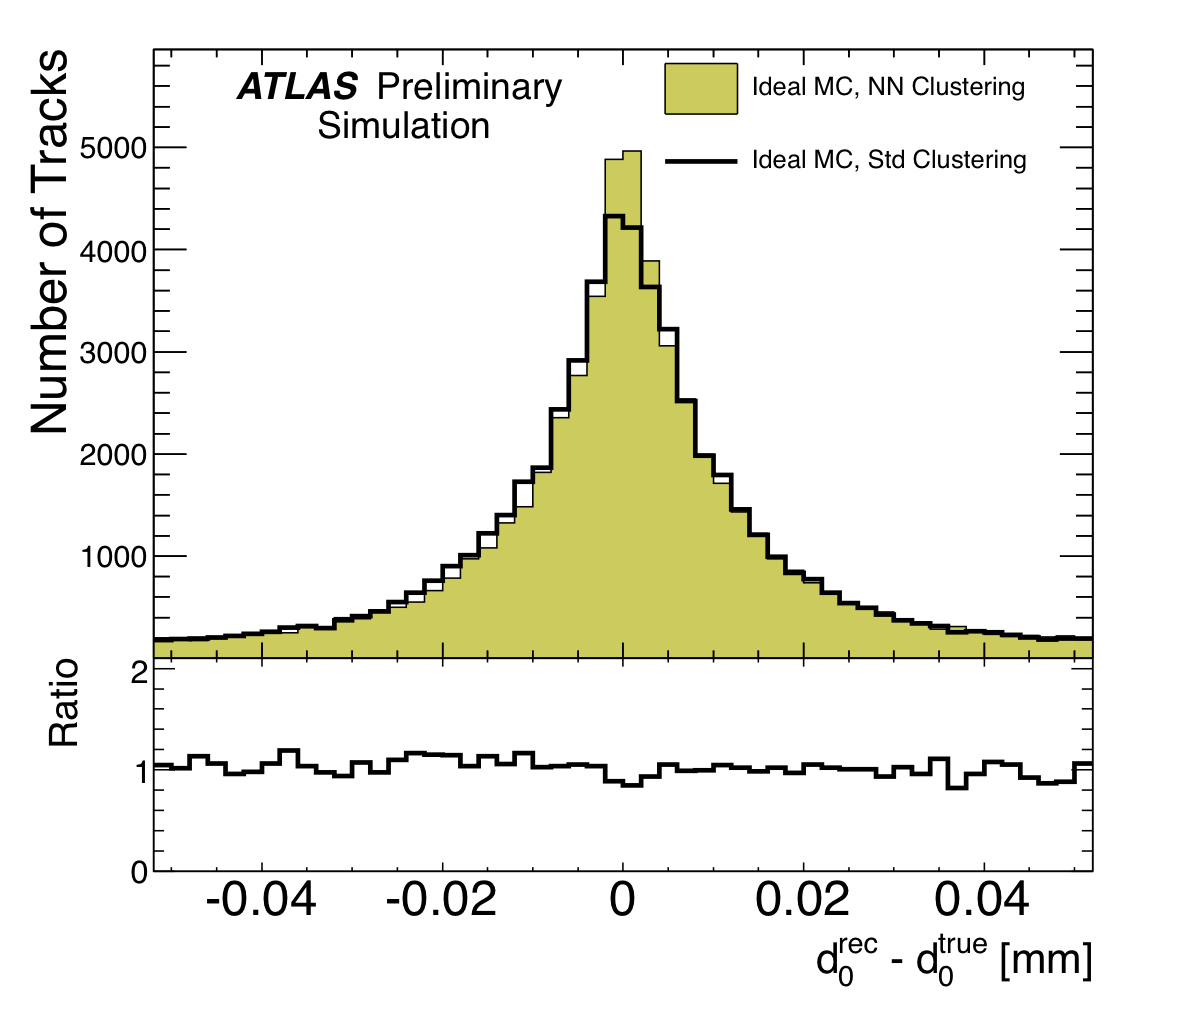 ATLAS Preliminary
Simulation
Ideal MC, NN Clustering
Ideal MC, Std Clustering
Number of Tracks
5000
4000
3000
2000
1000
Ratio
2
1
0
-0.04 -0.02 0 0.02 0.04
d₀ʳᵉᶜ - d₀ᵗʳᵘᵉ [mm]